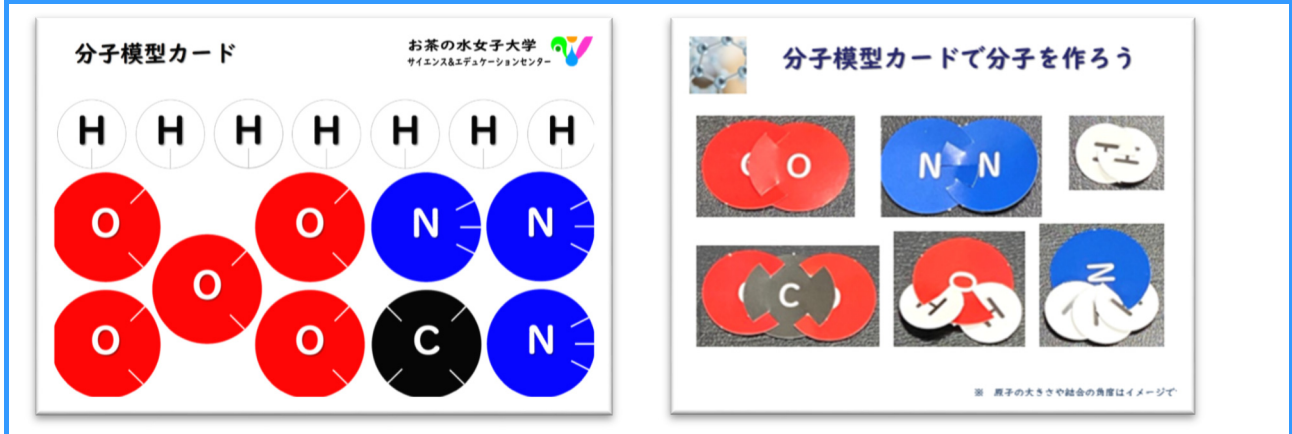 分子模型カード
お茶の水女子大学
サイエンス&エデュケーションセンター
H H H H H H H
O O N N
O
O O C N
分子模型カードで分子を作ろう
O N N H H
C O H H N
※ 原子の大きさや結合の角度はイメージで